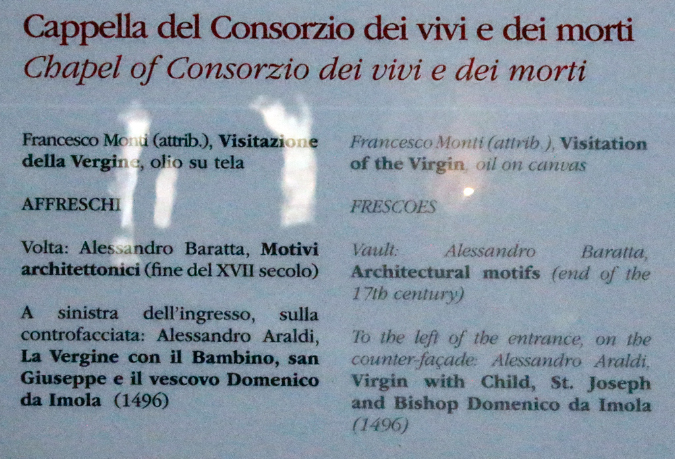 Cappella del Consorzio dei vivi e dei morti
Chapel of Consorzio dei vivi e dei morti
Francesco Monti (attrib.), Visitazione
della Vergine, olio su tela
AFFRESCHI
Volta: Alessandro Baratta, Motivi
architettonici (fine del XVII secolo)
A sinistra dell'ingresso, sulla
controfacciata: Alessandro Araldi,
La Vergine con il Bambino, san
Giuseppe e il vescovo Domenico
da Imola (1496)
Francesco Monti (attrib.), Visitation
of the Virgin, oil on canvas
FRESCOES
Vault: Alessandro Baratta,
Architectural motifs (end of the
17th century)
To the left of the entrance, on the
counter-façade: Alessandro Araldi,
Virgin with Child, St. Joseph
and Bishop Domenico da Imola
(1496)